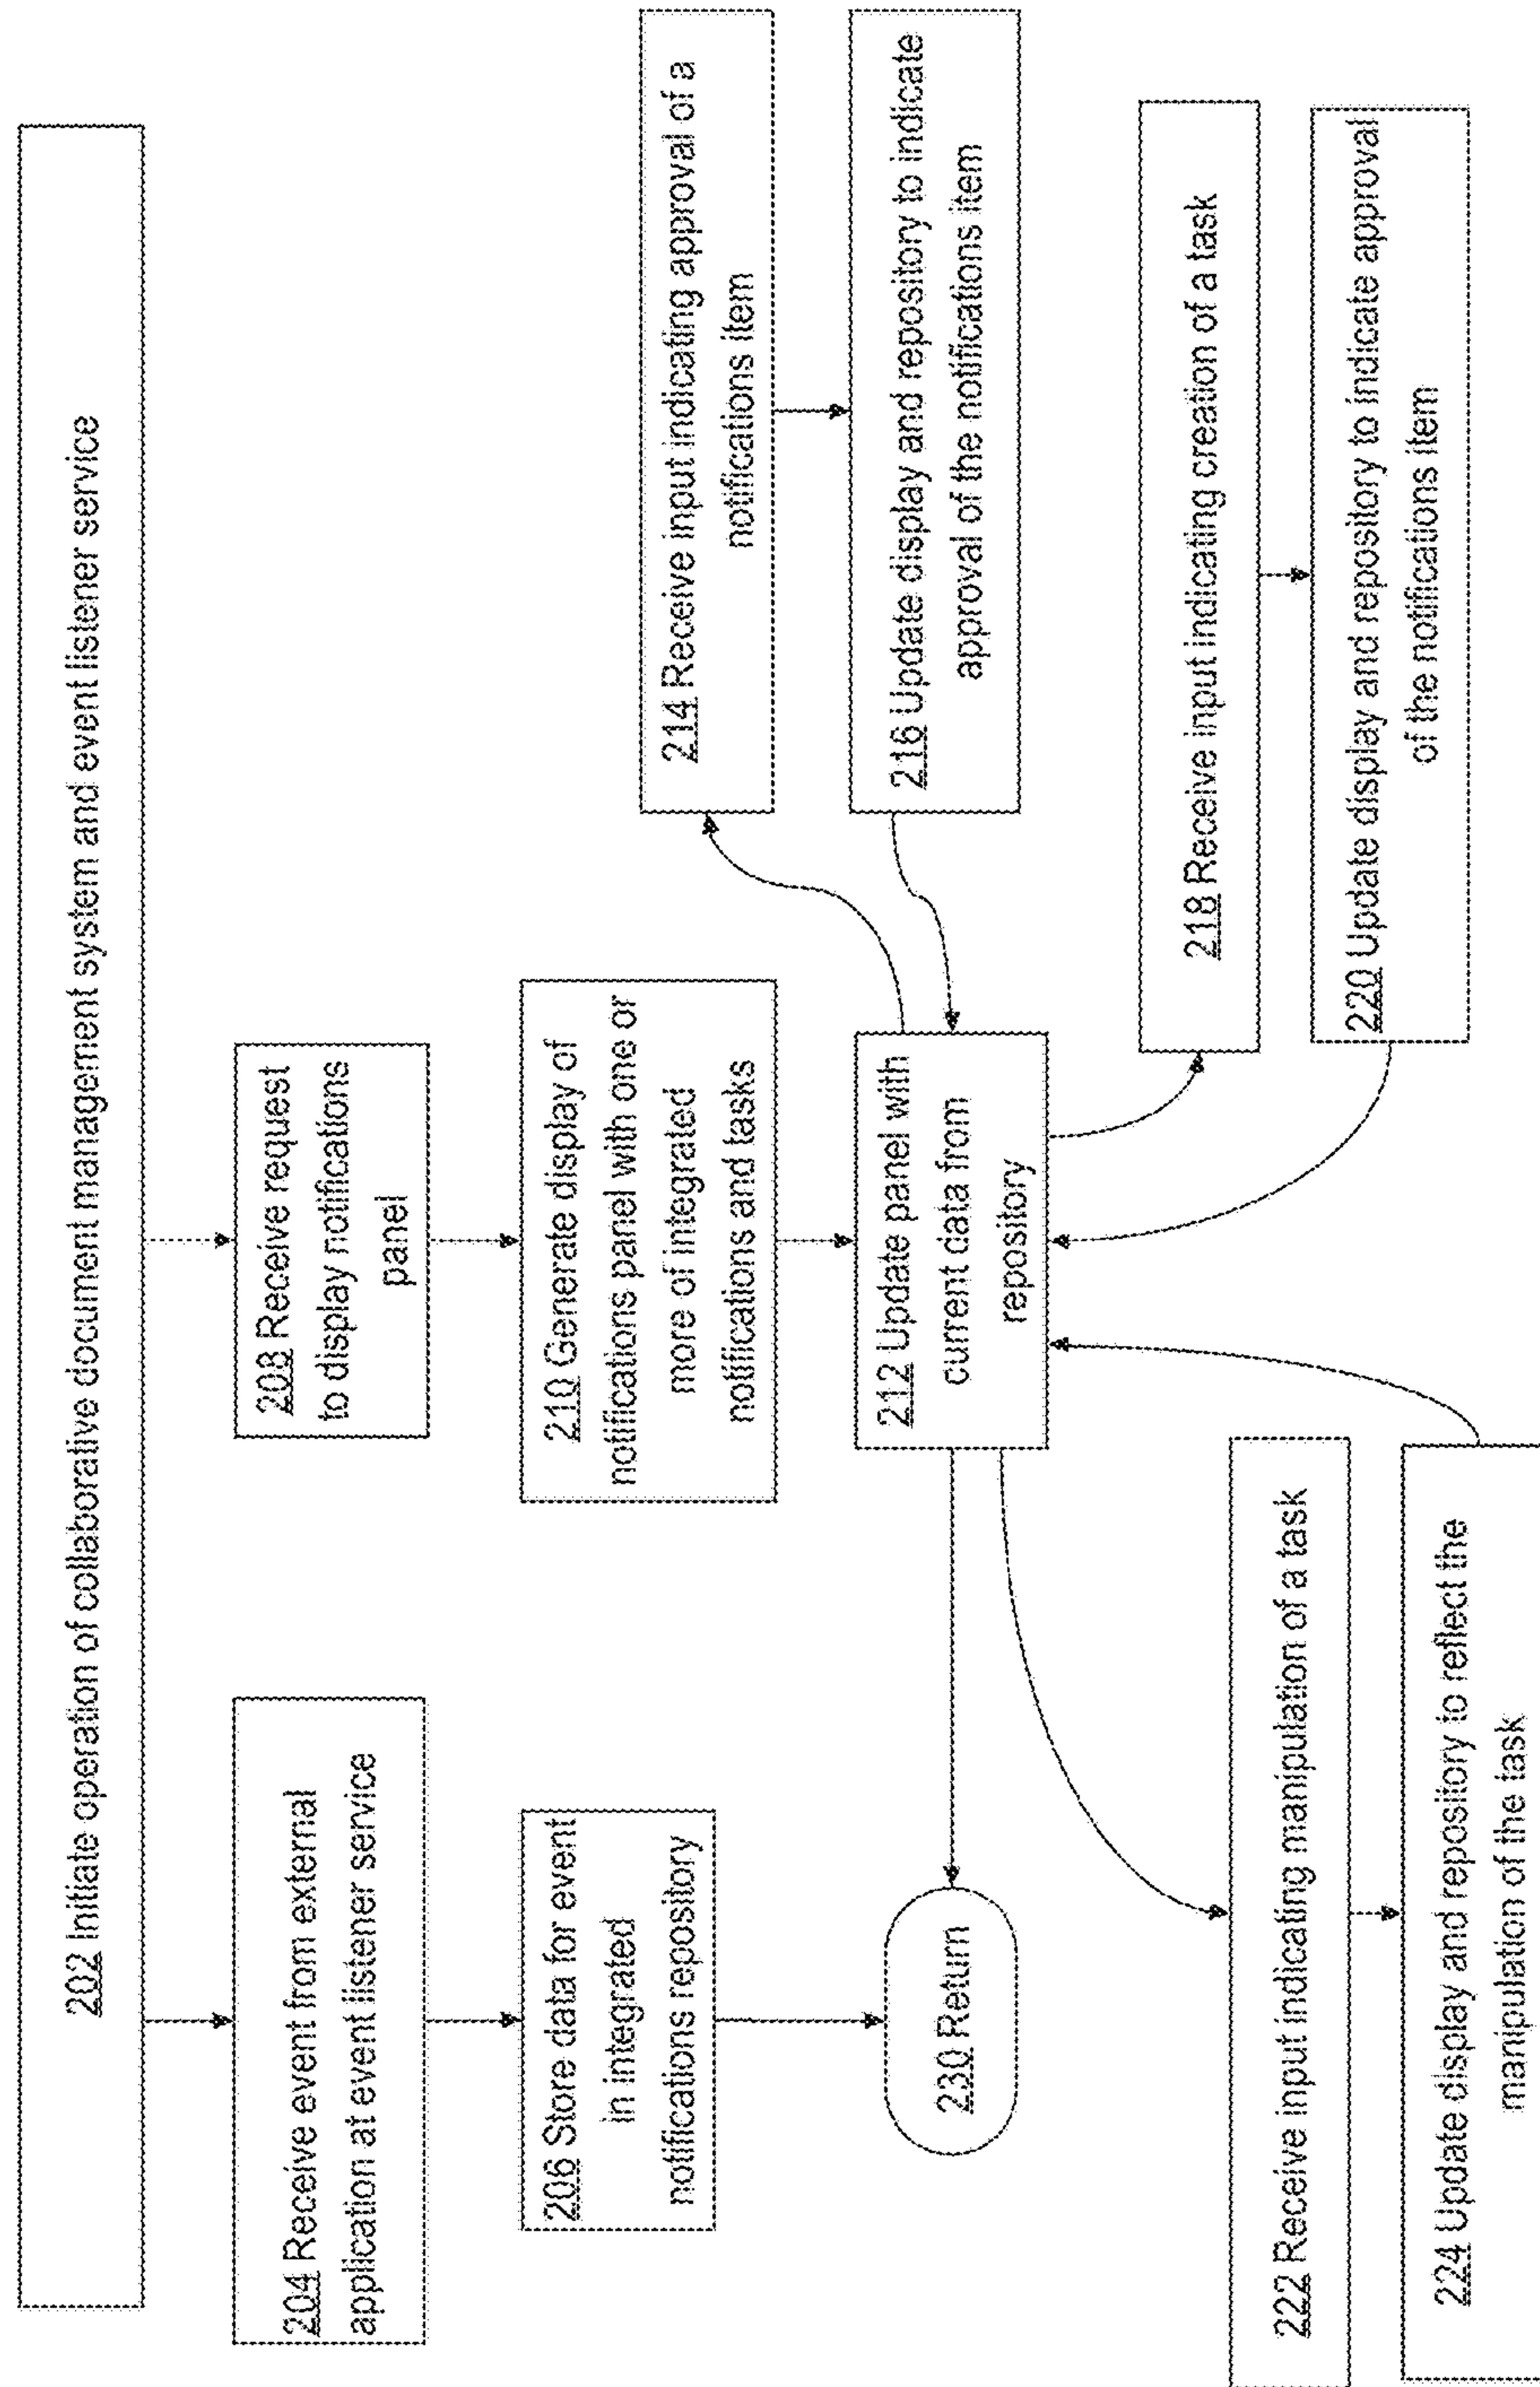 202 Initiate operation of collaborative document management system and event listener service
204 Receive event from external
application at event listener service
206 Store data for event
in integrated
notifications repository
208 Receive request
to display notifications
panel
210 Generate display of
notifications panel with one or
more of integrated
notifications and tasks
212 Update panel with
current data from
repository
214 Receive input indicating approval of a
notifications item
216 Update display and repository to indicate
approval of the notifications item
218 Receive input indicating creation of a task
220 Update display and repository to indicate approval
of the notifications item
230 Return
222 Receive input indicating manipulation of a task
224 Update display and repository to reflect the
manipulation of the task